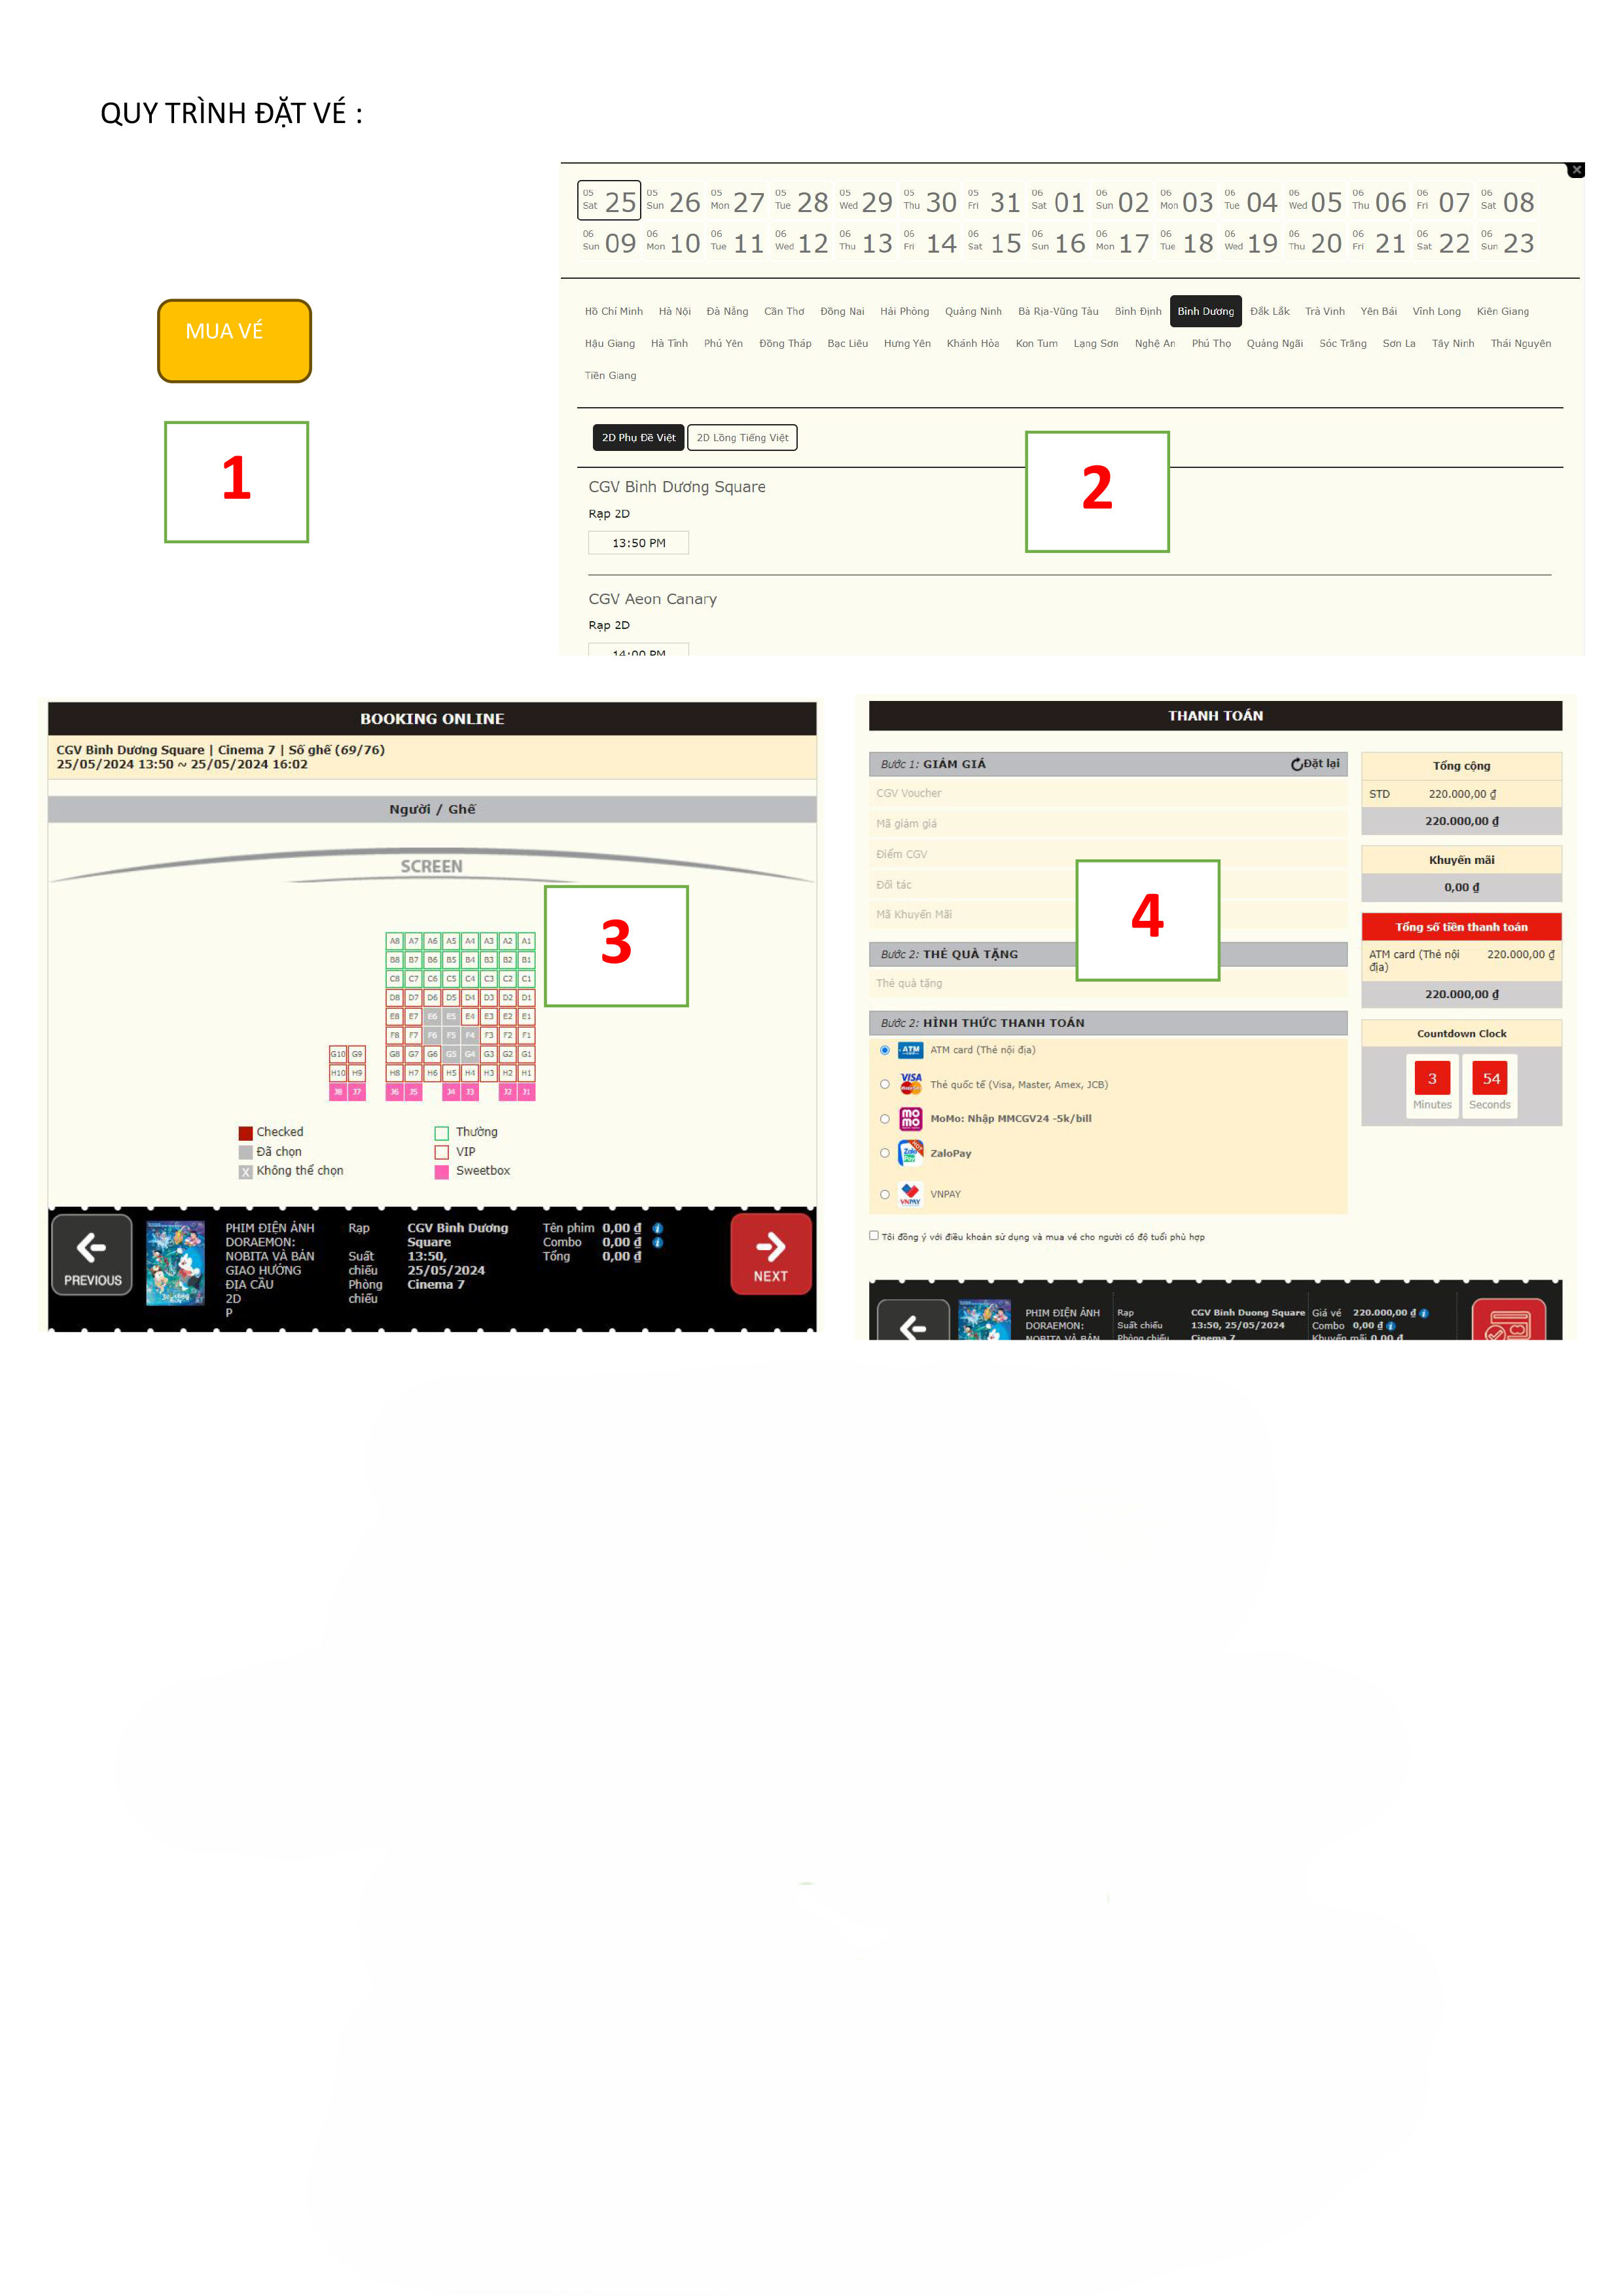 QUY TRÌNH ĐẶT VÉ :
MUA VÉ
1
05 Sat 25 05 Sun 26 05 Mon 27 05 Tue 28 05 Wed 29 05 Thu 30 05 Fri 31 06 Sat 01 06 Sun 02 06 Mon 03 06 Tue 04 06 Wed 05 06 Thu 06 06 Fri 07 06 Sat 08
06 Sun 09 06 Mon 10 06 Tue 11 06 Wed 12 06 Thu 13 06 Fri 14 06 Sat 15 06 Sun 16 06 Mon 17 06 Tue 18 06 Wed 19 06 Thu 20 06 Fri 21 06 Sat 22 06 Sun 23
Hồ Chí Minh Hà Nội Đà Nẵng Cần Thơ Đồng Nai Hải Phòng Quảng Ninh Bà Rịa-Vũng Tàu Bình Định Bình Dương Đắk Lắk Trà Vinh Yên Bái Vĩnh Long Kiên Giang
Hậu Giang Hà Tĩnh Phú Yên Đồng Tháp Bạc Liêu Hưng Yên Khánh Hòa Kon Tum Lạng Sơn Nghệ An Phú Thọ Quảng Ngãi Sóc Trăng Sơn La Tây Ninh Thái Nguyên
Tiền Giang
2D Phụ Đề Việt 2D Lồng Tiếng Việt
2
CGV Bình Dương Square
Rạp 2D
13:50 PM
CGV Aeon Canary
Rạp 2D
14:00 PM
BOOKING ONLINE
CGV Bình Dương Square | Cinema 7 | Số ghế (69/76)
25/05/2024 13:50 ~ 25/05/2024 16:02
Người / Ghế
SCREEN
3
A8 A7 A6 A5 A4 A3 A2 A1
B8 B7 B6 B5 B4 B3 B2 B1
C8 C7 C6 C5 C4 C3 C2 C1
D8 D7 D6 D5 D4 D3 D2 D1
E8 E7 E6 E5 E4 E3 E2 E1
F8 F7 F6 F5 F4 F3 F2 F1
G10 G9 G8 G7 G6 G5 G4 G3 G2 G1
H10 H9 H8 H7 H6 H5 H4 H3 H2 H1
J8 J7 J6 J5 J4 J3 J2 J1
Checked Thường
Đã chọn VIP
X Không thể chọn Sweetbox
PREVIOUS
PHIM ĐIỆN ẢNH
DORAEMON:
NOBITA VÀ BẢN
GIAO HƯỞNG
ĐỊA CẦU
2D
P
Rạp CGV Bình Dương
Square
Suất 13:50,
chiếu 25/05/2024
Phòng Cinema 7
chiếu
Tên phim 0,00 ₫
Combo 0,00 ₫
Tổng 0,00 ₫
NEXT
THANH TOÁN
Bước 1: GIẢM GIÁ Đặt lại
CGV Voucher
Mã giảm giá
Điểm CGV
Đối tác
Mã Khuyến Mãi
4
Bước 2: THẺ QUÀ TẶNG
Thẻ quà tặng
Bước 2: HÌNH THỨC THANH TOÁN
ATM ATM card (Thẻ nội địa)
VISA Thẻ quốc tế (Visa, Master, Amex, JCB)
mo mo MoMo: Nhập MMCGV24 -5k/bill
Zalo Pay ZaloPay
VNPAY VNPAY
Tôi đồng ý với điều khoản sử dụng và mua vé cho người có độ tuổi phù hợp
Tổng cộng
STD 220.000,00 ₫
220.000,00 ₫
Khuyến mãi
0,00 ₫
Tổng số tiền thanh toán
ATM card (Thẻ nội 220.000,00 ₫
địa)
220.000,00 ₫
Countdown Clock
3 54
Minutes Seconds
PHIM ĐIỆN ẢNH
DORAEMON:
NOBITA VÀ BẢN
Rạp CGV Binh Duong Square
Suất chiếu 13:50, 25/05/2024
Phòng chiếu Cinema 7
Giá vé 220.000,00 ₫
Combo 0,00 ₫
Khuyến mãi 0,00 ₫